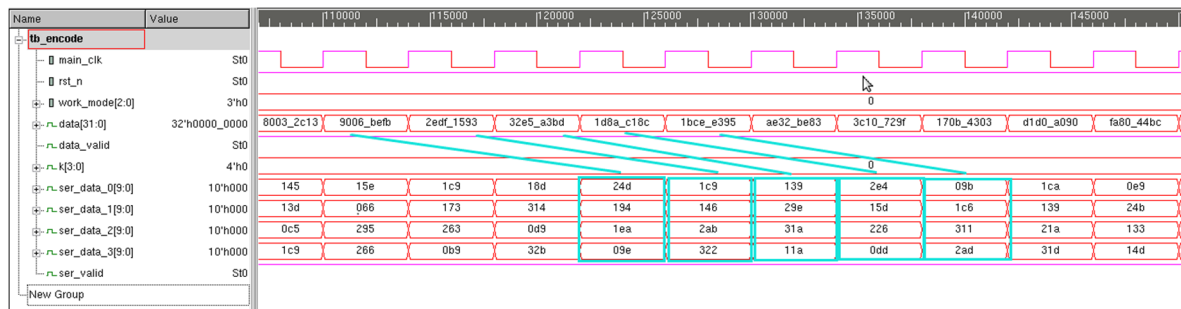 Name Value 110000 115000 120000 125000 130000 135000 140000 145000
tb_encode
main_clk St0
rst_n St0
work_mode[2:0] 3'h0 0
data[31:0] 32'h0000_0000 8003_2c13 9006_befb 2edf_1593 32e5_a3bd 1d8a_c18c 1bce_e395 ae32_be83 3c10_729f 170b_4303 d1d0_a090 fa80_44bc
data_valid St0
k[3:0] 4'h0 0
ser_data_0[9:0] 10'h000 145 15e 1c9 18d 24d 1c9 139 2e4 09b 1ca 0e9
ser_data_1[9:0] 10'h000 13d 066 173 314 194 146 29e 15d 1c6 139 24b
ser_data_2[9:0] 10'h000 0c5 295 263 0d9 1ea 2ab 31a 226 311 21a 133
ser_data_3[9:0] 10'h000 1c9 266 0b9 32b 09e 322 11a 0dd 2ad 31d 14d
ser_valid St0
New Group